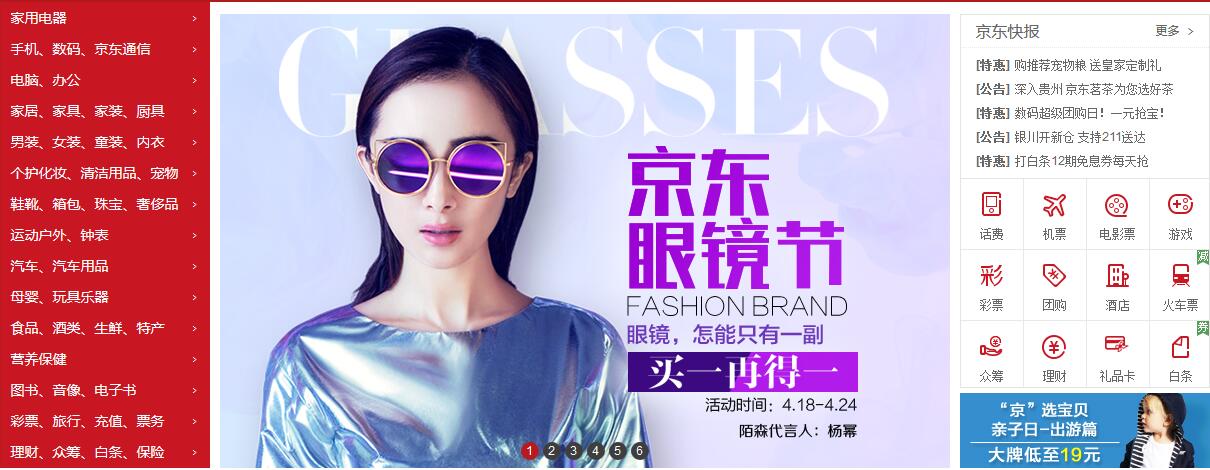 家用电器 >
手机、数码、京东通信 >
电脑、办公 >
家居、家具、家装、厨具 >
男装、女装、童装、内衣 >
个护化妆、清洁用品、宠物 >
鞋靴、箱包、珠宝、奢侈品 >
运动户外、钟表 >
汽车、汽车用品 >
母婴、玩具乐器 >
食品、酒类、生鲜、特产 >
营养保健 >
图书、音像、电子书 >
彩票、旅行、充值、票务 >
理财、众筹、白条、保险 >
GLASSES
京东
眼镜节
FASHION BRAND
眼镜，怎能只有一副
买一再得一
活动时间：4.18-4.24
陌森代言人：杨幂
1 2 3 4 5 6
京东快报 更多 >
[特惠] 购推荐宠物粮 送皇家定制礼
[公告] 深入贵州 京东茗茶为您选好茶
[特惠] 数码超级团购日！一元抢宝！
[公告] 银川开新仓 支持211送达
[特惠] 打白条12期免息券每天抢
话费 机票 电影票 游戏
减
彩
彩票 团购 酒店 火车票
券
众筹 理财 礼品卡 白条
“京”选宝贝
亲子日-出游篇
大牌低至19元